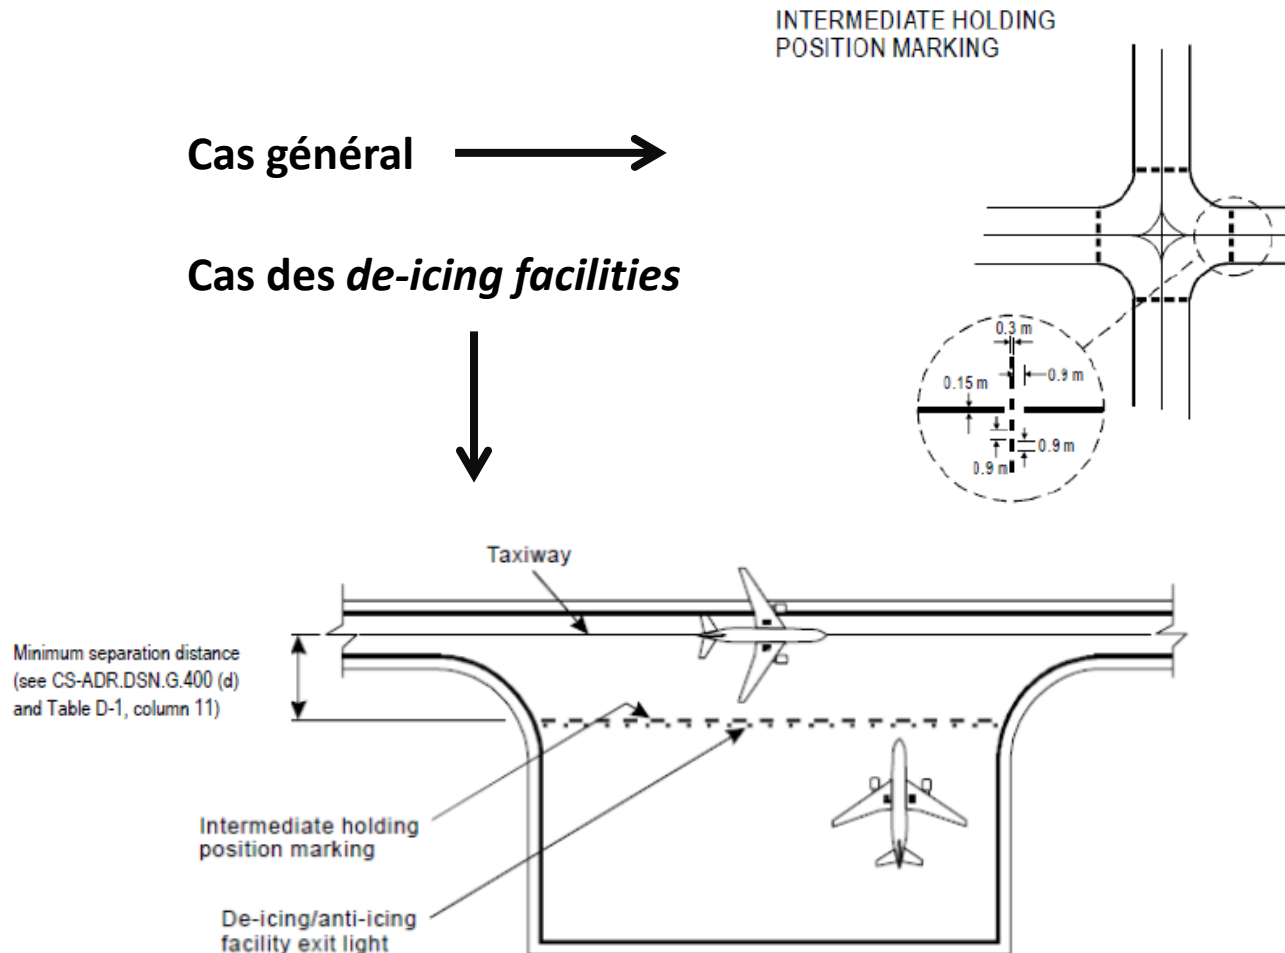 INTERMEDIATE HOLDING
POSITION MARKING
Cas général
Cas des de-icing facilities
0.3 m
0.9 m
0.15 m
0.9 m
0.9 m
Taxiway
Minimum separation distance
(see CS-ADR.DSN.G.400 (d)
and Table D-1, column 11)
Intermediate holding
position marking
De-icing/anti-icing
facility exit light